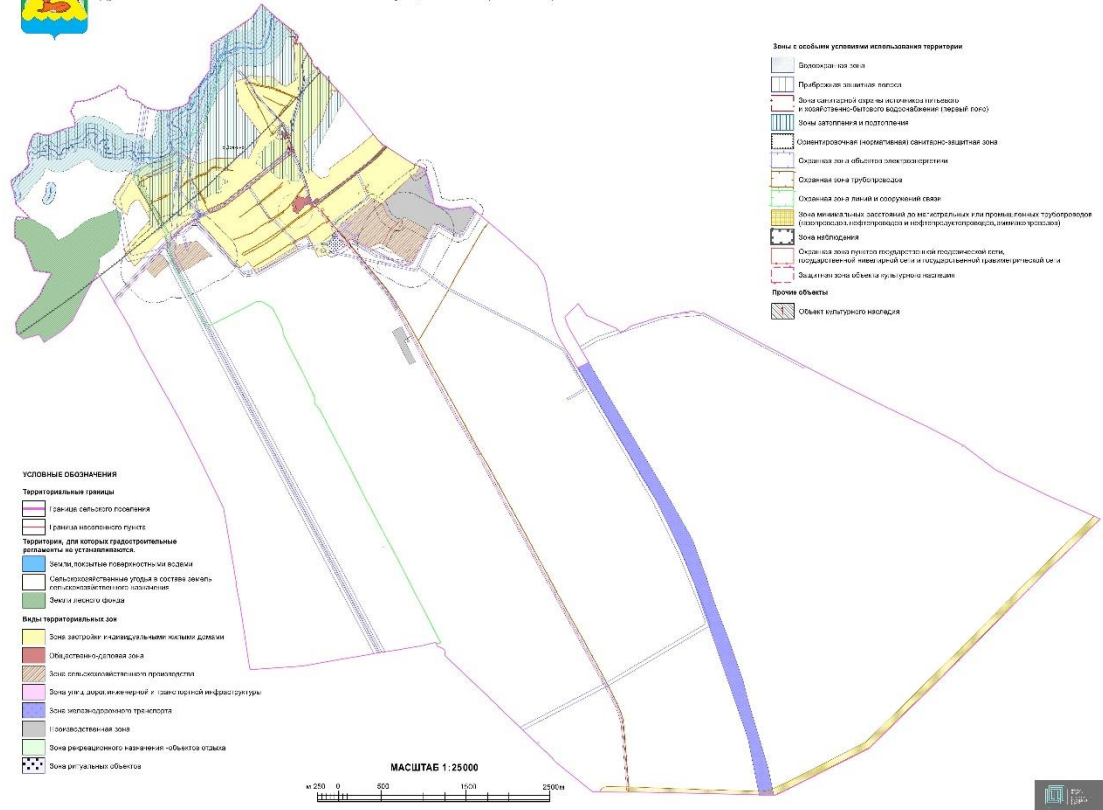 Зоны с особыми условиями использования территории
Водоохранная зона
Прибрежная защитная полоса
Зона санитарной охраны источников питьевого
и хозяйственно-бытового водоснабжения (первый пояс)
Зоны затопления и подтопления
Ориентировочная (нормативная) санитарно-защитная зона
Охранная зона объектов электроэнергетики
Охранная зона трубопроводов
Охранная зона линий и сооружений связи
Зона минимальных расстояний до магистральных или промышленных трубопроводов
(газопроводов, нефтепроводов и нефтепродуктопроводов, аммиакопроводов)
Зона наблюдения
Охранная зона пунктов государственной геодезической сети,
государственной нивелирной сети и государственной гравиметрической сети
Защитная зона объекта культурного наследия
Прочие объекты
Объект культурного наследия
УСЛОВНЫЕ ОБОЗНАЧЕНИЯ
Территориальные границы
Граница сельского поселения
Граница населенного пункта
Территории, для которых градостроительные
регламенты не устанавливаются.
Земли, покрытые поверхностными водами
Сельскохозяйственные угодья в составе земель
сельскохозяйственного назначения
Земли лесного фонда
Виды территориальных зон
Зона застройки индивидуальными жилыми домами
Общественно-деловая зона
Зона сельскохозяйственного производства
Зона улиц, дорог, инженерной и транспортной инфраструктуры
Зона железнодорожного транспорта
Производственная зона
Зона рекреационного назначения -объектов отдыха
Зона ритуальных объектов
МАСШТАБ 1:25000
м 250 0 500 1500 2500м